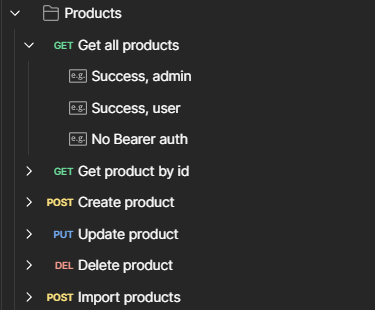 Products
GET Get all products
e.g. Success, admin
e.g. Success, user
e.g. No Bearer auth
GET Get product by id
POST Create product
PUT Update product
DEL Delete product
POST Import products